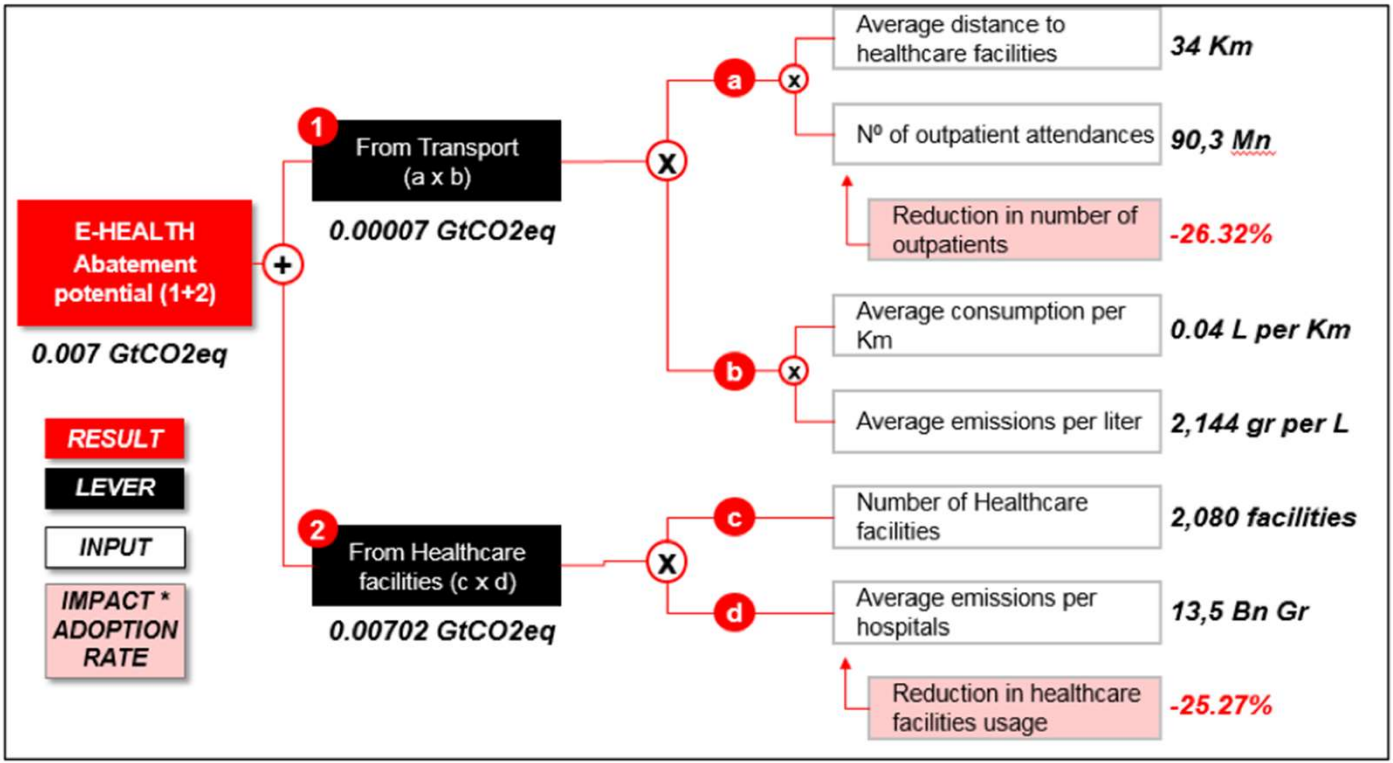 E-HEALTH
Abatement
potential (1+2)
0.007 GtCO2eq
+
1
From Transport
(a x b)
0.00007 GtCO2eq
x
a
x
Average distance to
healthcare facilities
34 Km
Nº of outpatient attendances
90,3 Mn
Reduction in number of
outpatients
-26.32%
b
x
Average consumption per
Km
0.04 L per Km
Average emissions per liter
2,144 gr per L
2
From Healthcare
facilities (c x d)
0.00702 GtCO2eq
x
c
Number of Healthcare
facilities
2,080 facilities
d
Average emissions per
hospitals
13,5 Bn Gr
Reduction in healthcare
facilities usage
-25.27%
RESULT
LEVER
INPUT
IMPACT *
ADOPTION
RATE